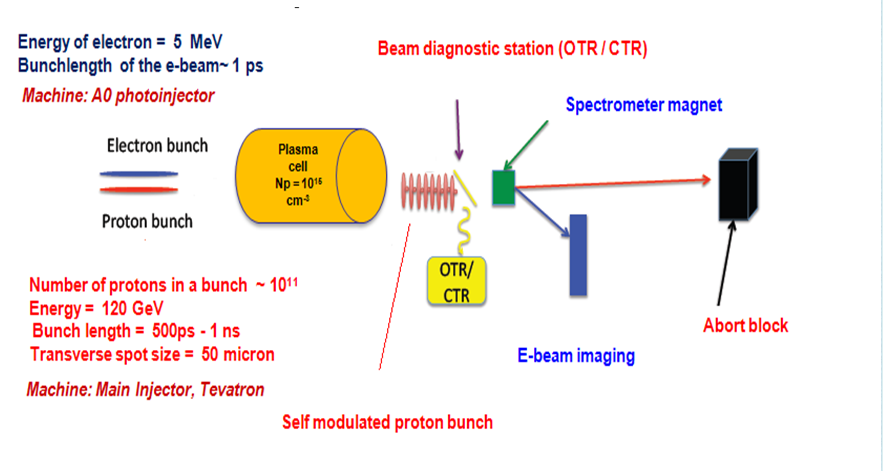 Energy of electron = 5 MeV
Bunchlength of the e-beam~ 1 ps
Machine: A0 photoinjector
Beam diagnostic station (OTR / CTR)
Spectrometer magnet
Electron bunch
Proton bunch
Plasma
cell
Np = 10¹⁶
cm⁻³
OTR/
CTR
Number of protons in a bunch ~ 10¹¹
Energy = 120 GeV
Bunch length = 500ps - 1 ns
Transverse spot size = 50 micron
Machine: Main Injector, Tevatron
E-beam imaging
Abort block
Self modulated proton bunch